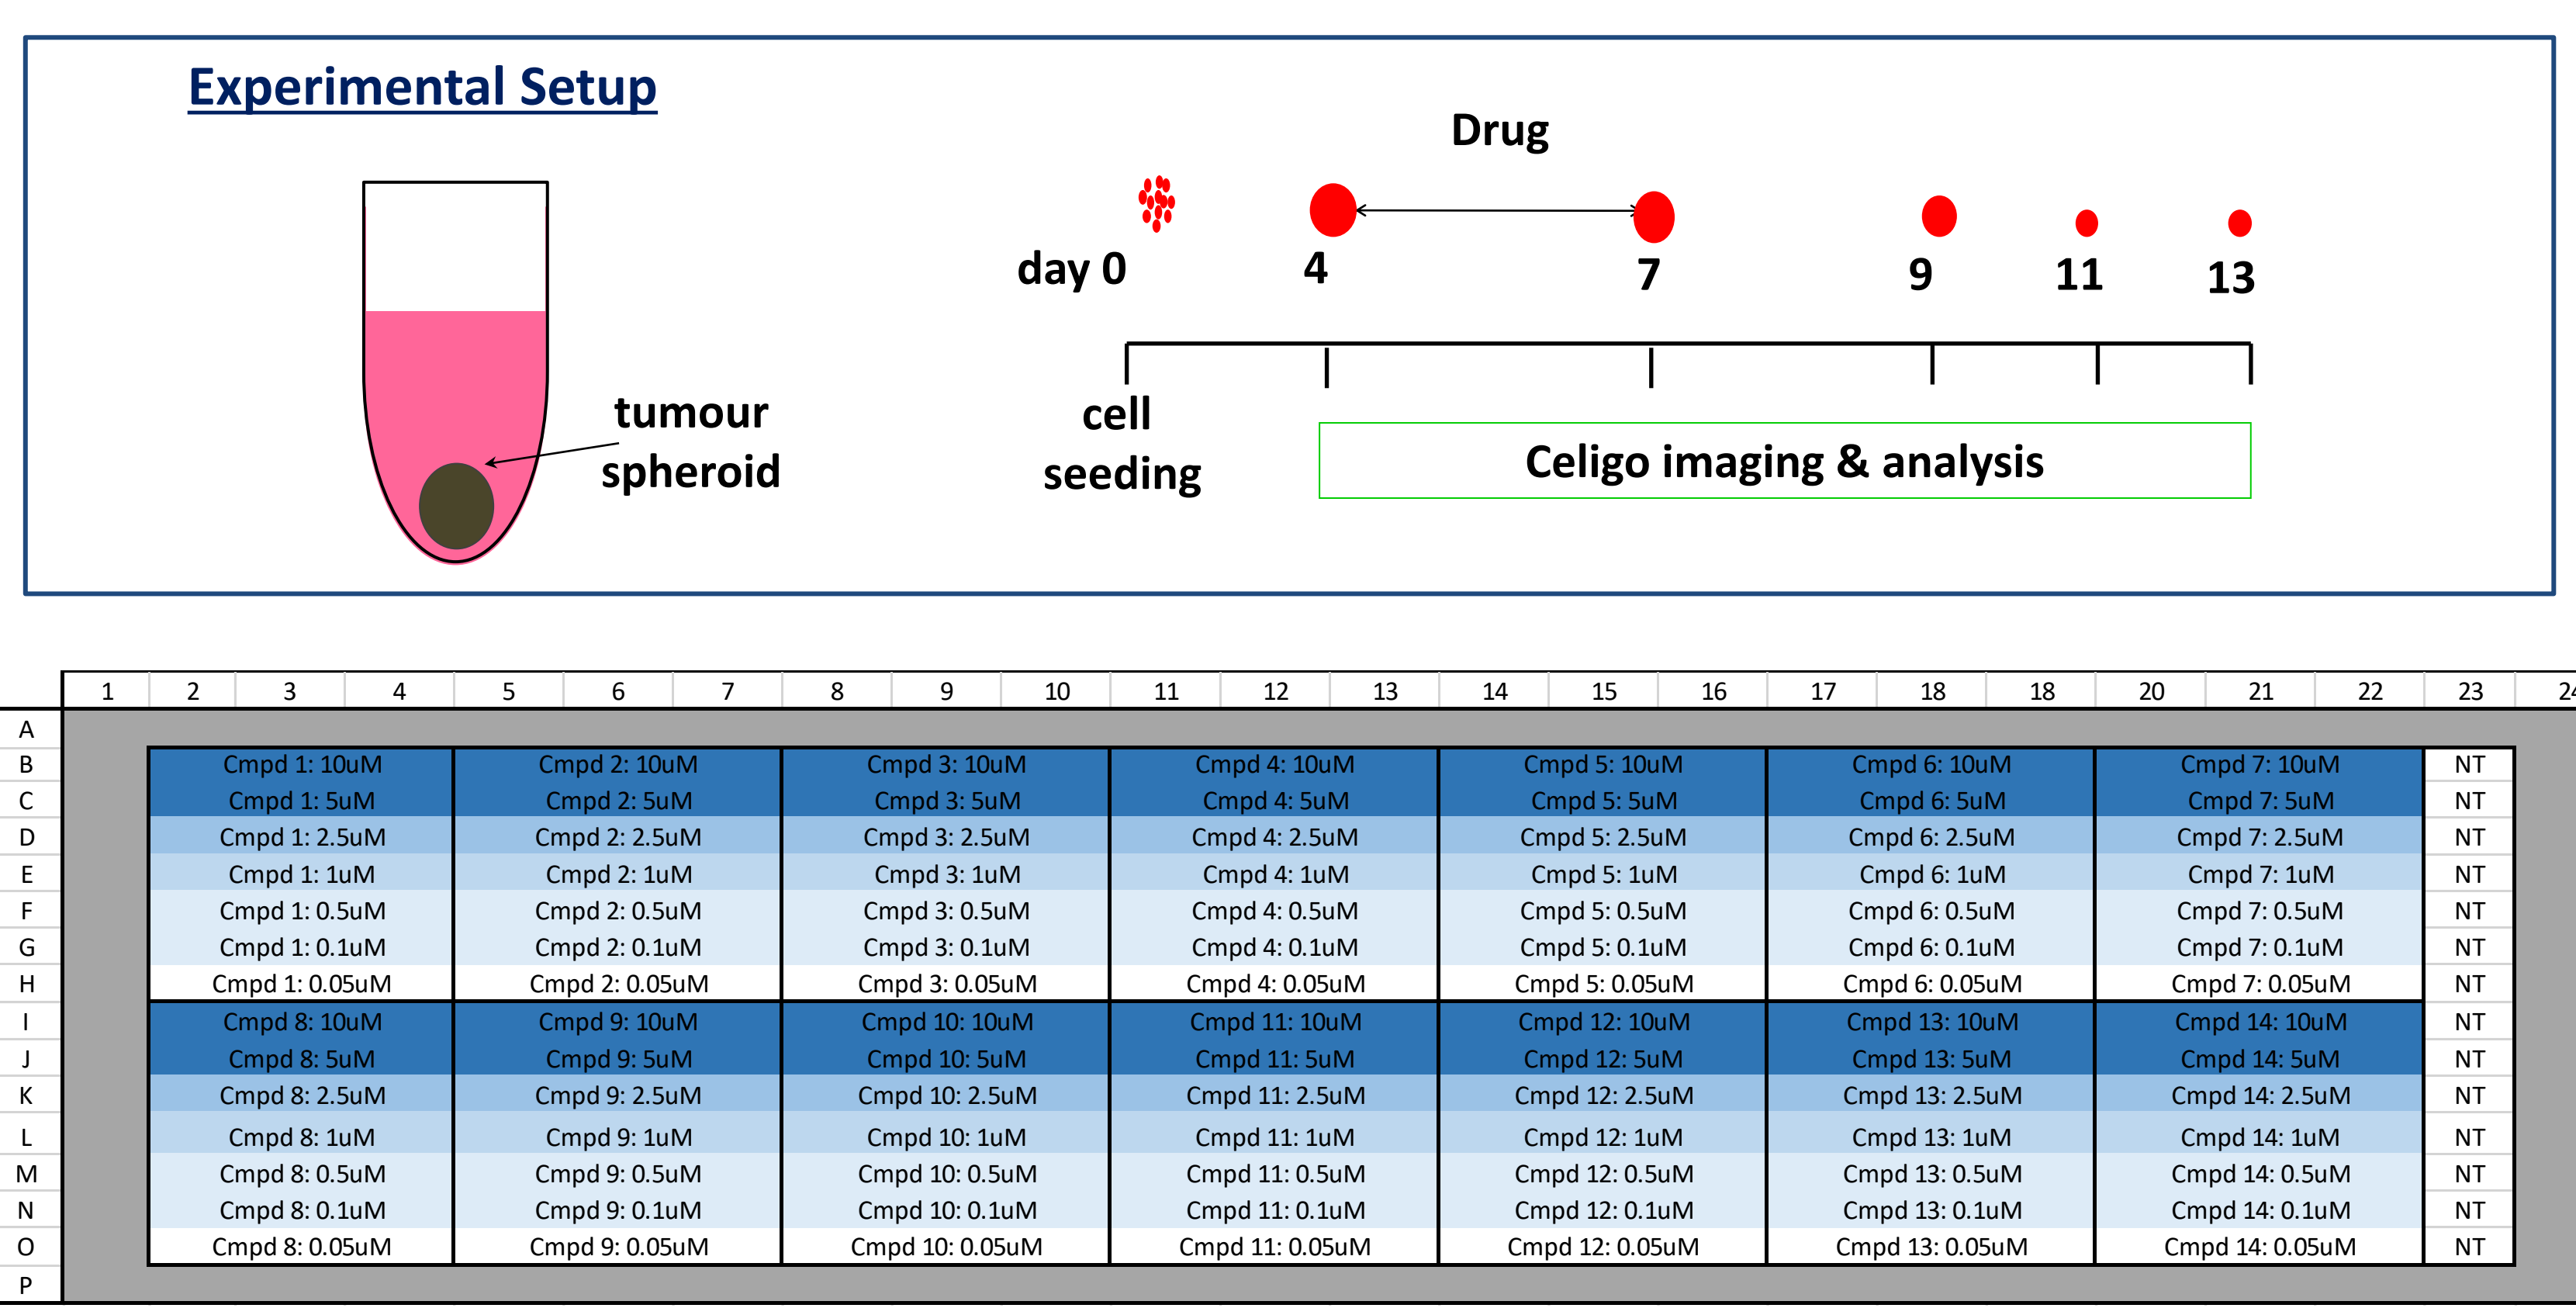 Experimental Setup
Drug
day 0 4 7 9 11 13
tumour
spheroid
cell
seeding
Celigo imaging & analysis
1 2 3 4 5 6 7 8 9 10 11 12 13 14 15 16 17 18 18 20 21 22 23 24
A
B Cmpd 1: 10uM Cmpd 2: 10uM Cmpd 3: 10uM Cmpd 4: 10uM Cmpd 5: 10uM Cmpd 6: 10uM Cmpd 7: 10uM NT
C Cmpd 1: 5uM Cmpd 2: 5uM Cmpd 3: 5uM Cmpd 4: 5uM Cmpd 5: 5uM Cmpd 6: 5uM Cmpd 7: 5uM NT
D Cmpd 1: 2.5uM Cmpd 2: 2.5uM Cmpd 3: 2.5uM Cmpd 4: 2.5uM Cmpd 5: 2.5uM Cmpd 6: 2.5uM Cmpd 7: 2.5uM NT
E Cmpd 1: 1uM Cmpd 2: 1uM Cmpd 3: 1uM Cmpd 4: 1uM Cmpd 5: 1uM Cmpd 6: 1uM Cmpd 7: 1uM NT
F Cmpd 1: 0.5uM Cmpd 2: 0.5uM Cmpd 3: 0.5uM Cmpd 4: 0.5uM Cmpd 5: 0.5uM Cmpd 6: 0.5uM Cmpd 7: 0.5uM NT
G Cmpd 1: 0.1uM Cmpd 2: 0.1uM Cmpd 3: 0.1uM Cmpd 4: 0.1uM Cmpd 5: 0.1uM Cmpd 6: 0.1uM Cmpd 7: 0.1uM NT
H Cmpd 1: 0.05uM Cmpd 2: 0.05uM Cmpd 3: 0.05uM Cmpd 4: 0.05uM Cmpd 5: 0.05uM Cmpd 6: 0.05uM Cmpd 7: 0.05uM NT
I Cmpd 8: 10uM Cmpd 9: 10uM Cmpd 10: 10uM Cmpd 11: 10uM Cmpd 12: 10uM Cmpd 13: 10uM Cmpd 14: 10uM NT
J Cmpd 8: 5uM Cmpd 9: 5uM Cmpd 10: 5uM Cmpd 11: 5uM Cmpd 12: 5uM Cmpd 13: 5uM Cmpd 14: 5uM NT
K Cmpd 8: 2.5uM Cmpd 9: 2.5uM Cmpd 10: 2.5uM Cmpd 11: 2.5uM Cmpd 12: 2.5uM Cmpd 13: 2.5uM Cmpd 14: 2.5uM NT
L Cmpd 8: 1uM Cmpd 9: 1uM Cmpd 10: 1uM Cmpd 11: 1uM Cmpd 12: 1uM Cmpd 13: 1uM Cmpd 14: 1uM NT
M Cmpd 8: 0.5uM Cmpd 9: 0.5uM Cmpd 10: 0.5uM Cmpd 11: 0.5uM Cmpd 12: 0.5uM Cmpd 13: 0.5uM Cmpd 14: 0.5uM NT
N Cmpd 8: 0.1uM Cmpd 9: 0.1uM Cmpd 10: 0.1uM Cmpd 11: 0.1uM Cmpd 12: 0.1uM Cmpd 13: 0.1uM Cmpd 14: 0.1uM NT
O Cmpd 8: 0.05uM Cmpd 9: 0.05uM Cmpd 10: 0.05uM Cmpd 11: 0.05uM Cmpd 12: 0.05uM Cmpd 13: 0.05uM Cmpd 14: 0.05uM NT
P